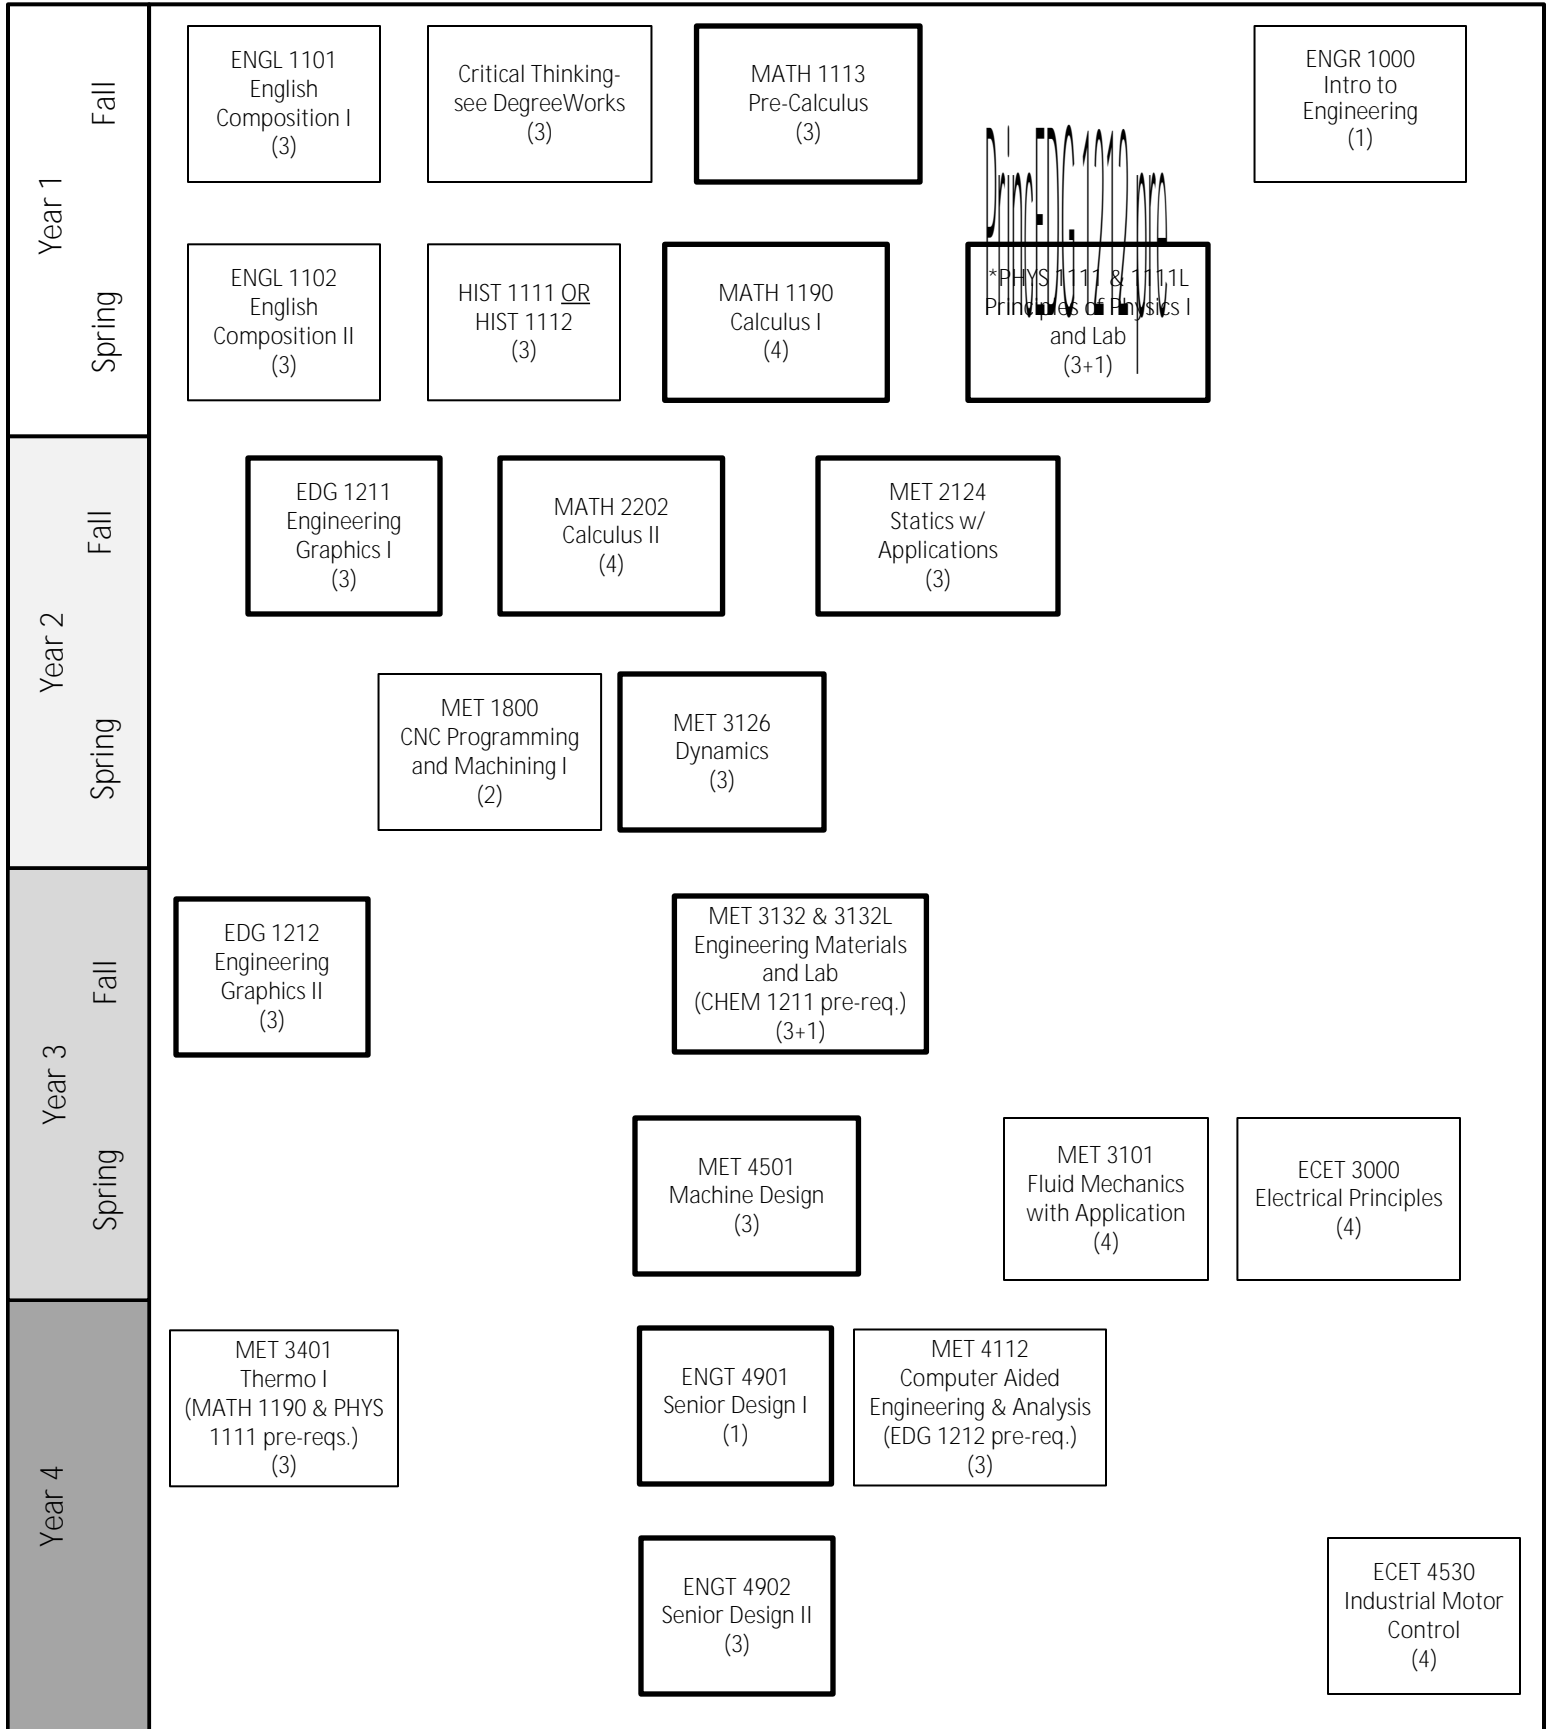 Year 1
Fall
ENGL 1101
English
Composition I
(3)
Critical Thinking-
see DegreeWorks
(3)
MATH 1113
Pre-Calculus
(3)
ENGR 1000
Intro to
Engineering
(1)
Spring
ENGL 1102
English
Composition II
(3)
HIST 1111 OR
HIST 1112
(3)
MATH 1190
Calculus I
(4)
*PHYS 1111 & 1111L
Principles of Physics I
and Lab
(3+1)
Year 2
Fall
EDG 1211
Engineering
Graphics I
(3)
MATH 2202
Calculus II
(4)
MET 2124
Statics w/
Applications
(3)
Spring
MET 1800
CNC Programming
and Machining I
(2)
MET 3126
Dynamics
(3)
Year 3
Fall
EDG 1212
Engineering
Graphics II
(3)
MET 3132 & 3132L
Engineering Materials
and Lab
(CHEM 1211 pre-req.)
(3+1)
Spring
MET 4501
Machine Design
(3)
MET 3101
Fluid Mechanics
with Application
(4)
ECET 3000
Electrical Principles
(4)
Year 4
MET 3401
Thermo I
(MATH 1190 & PHYS
1111 pre-reqs.)
(3)
ENGT 4901
Senior Design I
(1)
MET 4112
Computer Aided
Engineering & Analysis
(EDG 1212 pre-req.)
(3)
ENGT 4902
Senior Design II
(3)
ECET 4530
Industrial Motor
Control
(4)